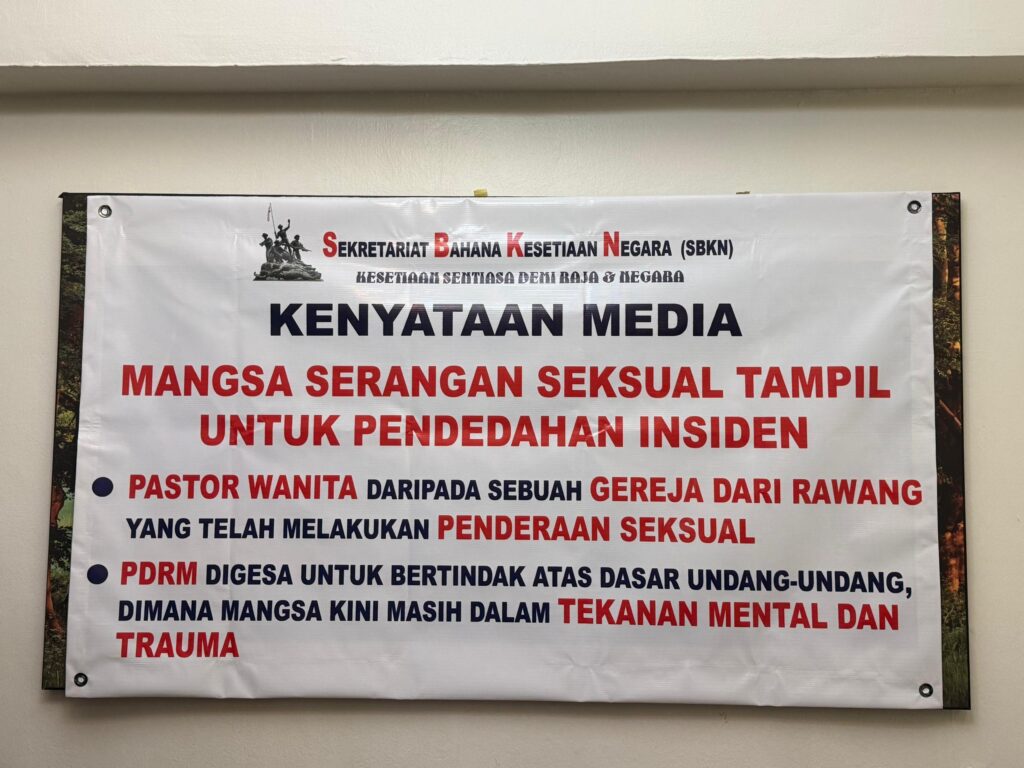 SEKRETARIAT BAHANA KESETIAAN NEGARA (SBKN)
KESETIAAN SENTIASA DEMI RAJA & NEGARA
KENYATAAN MEDIA
MANGSA SERANGAN SEKSUAL TAMPIL
UNTUK PENDEDAHAN INSIDEN
• PASTOR WANITA DARIPADA SEBUAH GEREJA DARI RAWANG
YANG TELAH MELAKUKAN PENDERAAN SEKSUAL
• PDRM DIGESA UNTUK BERTINDAK ATAS DASAR UNDANG-UNDANG,
DIMANA MANGSA KINI MASIH DALAM TEKANAN MENTAL DAN
TRAUMA